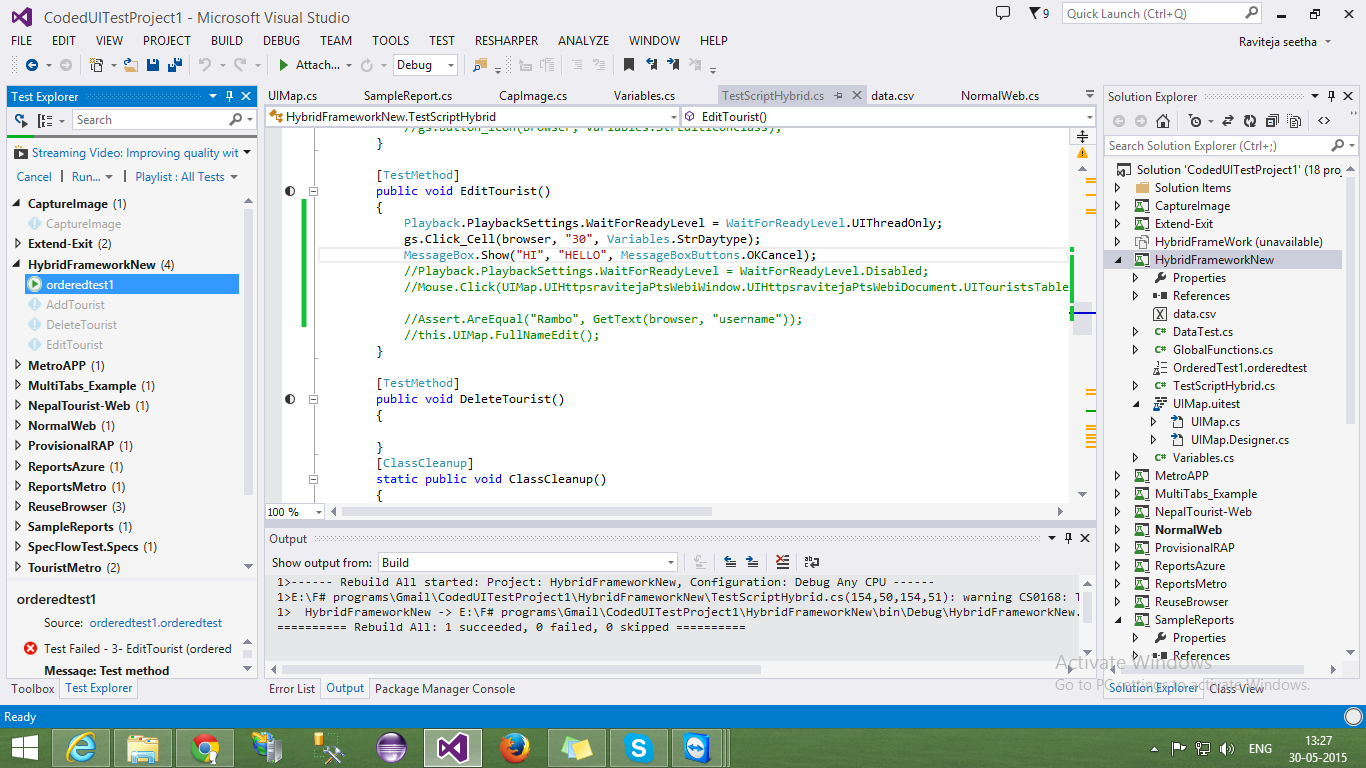 CodedUITestProject1 - Microsoft Visual Studio
9
Quick Launch (Ctrl+Q)
FILE EDIT VIEW PROJECT BUILD DEBUG TEAM TOOLS TEST RESHARPER ANALYZE WINDOW HELP
Raviteja seetha
Attach... Debug
Test Explorer
Search
Streaming Video: Improving quality wit
Cancel Run... Playlist : All Tests
CaptureImage (1)
CaptureImage
Extend-Exit (2)
HybridFrameworkNew (4)
orderedtest1
AddTourist
DeleteTourist
EditTourist
MetroAPP (1)
MultiTabs_Example (1)
NepalTourist-Web (1)
NormalWeb (1)
ProvisionalRAP (1)
ReportsAzure (1)
ReportsMetro (1)
ReuseBrowser (3)
SampleReports (1)
SpecFlowTest.Specs (1)
TouristMetro (2)
orderedtest1
Source: orderedtest1.orderedtest
Test Failed - 3- EditTourist (ordered
Message: Test method
Toolbox Test Explorer
UIMap.cs SampleReport.cs CapImage.cs Variables.cs TestScriptHybrid.cs data.csv NormalWeb.cs
HybridFrameworkNew.TestScriptHybrid EditTourist()
//gs.Button_Icon(browser, Variables.StrEditIconClass);
}
[TestMethod]
public void EditTourist()
{
Playback.PlaybackSettings.WaitForReadyLevel = WaitForReadyLevel.UIThreadOnly;
gs.Click_Cell(browser, "30", Variables.StrDaytype);
MessageBox.Show("HI", "HELLO", MessageBoxButtons.OKCancel);
//Playback.PlaybackSettings.WaitForReadyLevel = WaitForReadyLevel.Disabled;
//Mouse.Click(UIMap.UIHttpsravitejaPtsWebiWindow.UIHttpsravitejaPtsWebiDocument.UITouristsTable
//Assert.AreEqual("Rambo", GetText(browser, "username"));
//this.UIMap.FullNameEdit();
}
[TestMethod]
public void DeleteTourist()
{
}
[ClassCleanup]
static public void ClassCleanup()
{
100 %
Output
Show output from: Build
1>------ Rebuild All started: Project: HybridFrameworkNew, Configuration: Debug Any CPU ------
1>E:\F# programs\Gmail\CodedUITestProject1\HybridFrameworkNew\TestScriptHybrid.cs(154,50,154,51): warning CS0168: T
1> HybridFrameworkNew -> E:\F# programs\Gmail\CodedUITestProject1\HybridFrameworkNew\bin\Debug\HybridFrameworkNew.
========== Rebuild All: 1 succeeded, 0 failed, 0 skipped ==========
Error List Output Package Manager Console
Solution Explorer
Search Solution Explorer (Ctrl+;)
Solution 'CodedUITestProject1' (18 proj
Solution Items
CaptureImage
Extend-Exit
HybridFrameWork (unavailable)
HybridFrameworkNew
Properties
References
data.csv
DataTest.cs
GlobalFunctions.cs
OrderedTest1.orderedtest
TestScriptHybrid.cs
UIMap.uitest
UIMap.cs
UIMap.Designer.cs
Variables.cs
MetroAPP
MultiTabs_Example
NepalTourist-Web
NormalWeb
ProvisionalRAP
ReportsAzure
ReportsMetro
ReuseBrowser
SampleReports
Properties
References
Activate Windows
Go to PC settings to activate Windows.
Solution Explorer Class View
Ready
ENG
13:27
30-05-2015